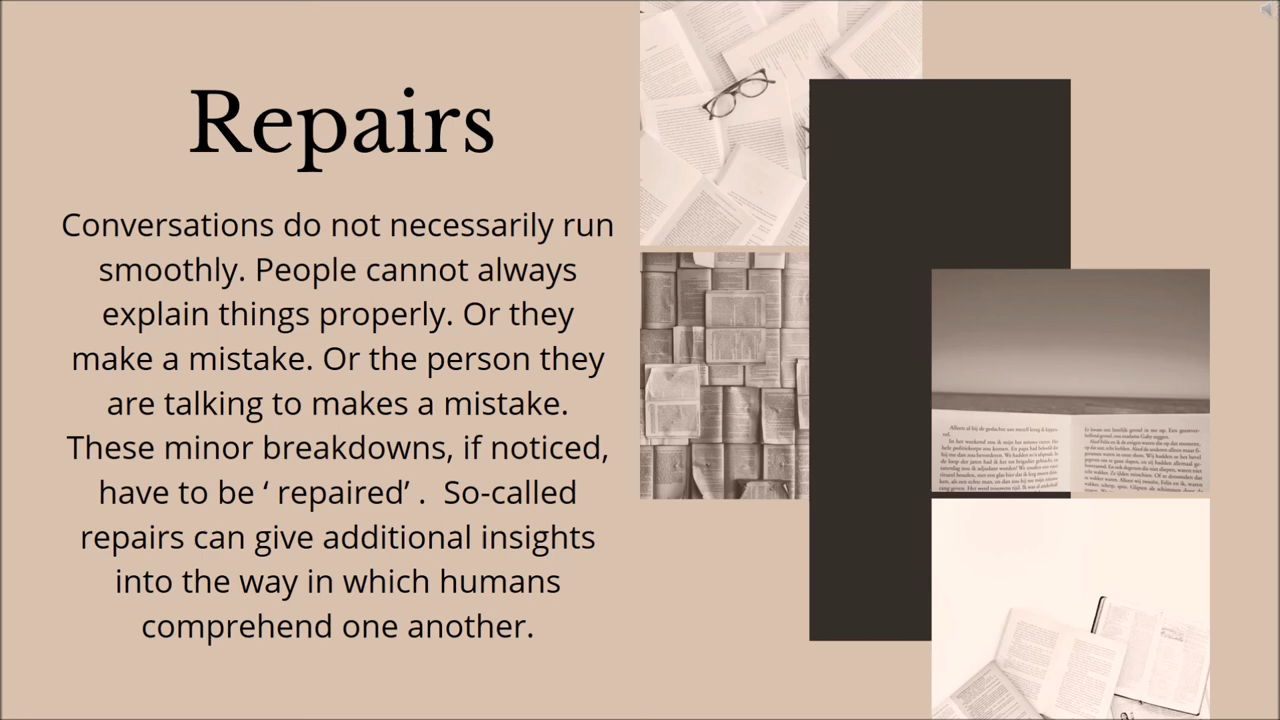 Repairs
Conversations do not necessarily run
smoothly. People cannot always
explain things properly. Or they
make a mistake. Or the person they
are talking to makes a mistake.
These minor breakdowns, if noticed,
have to be repaired . So-called
repairs can give additional insights
into the way in which humans
comprehend one another.